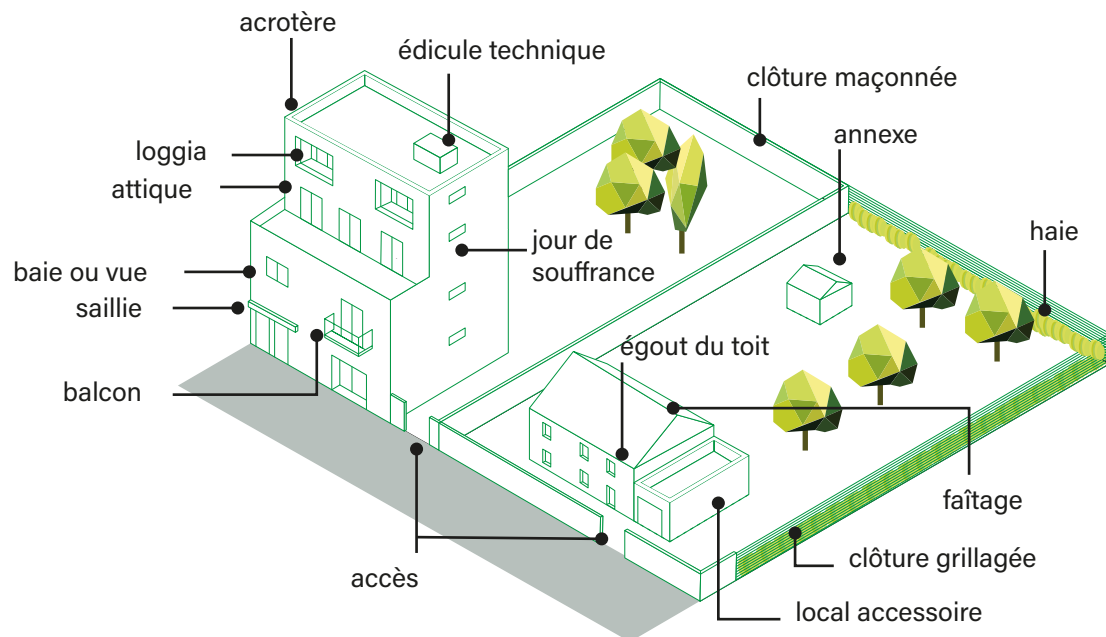 acrotère
édicule technique
clôture maçonnée
annexe
loggia
attique
haie
jour de
souffrance
baie ou vue
saillie
égout du toit
balcon
faîtage
clôture grillagée
accès
local accessoire